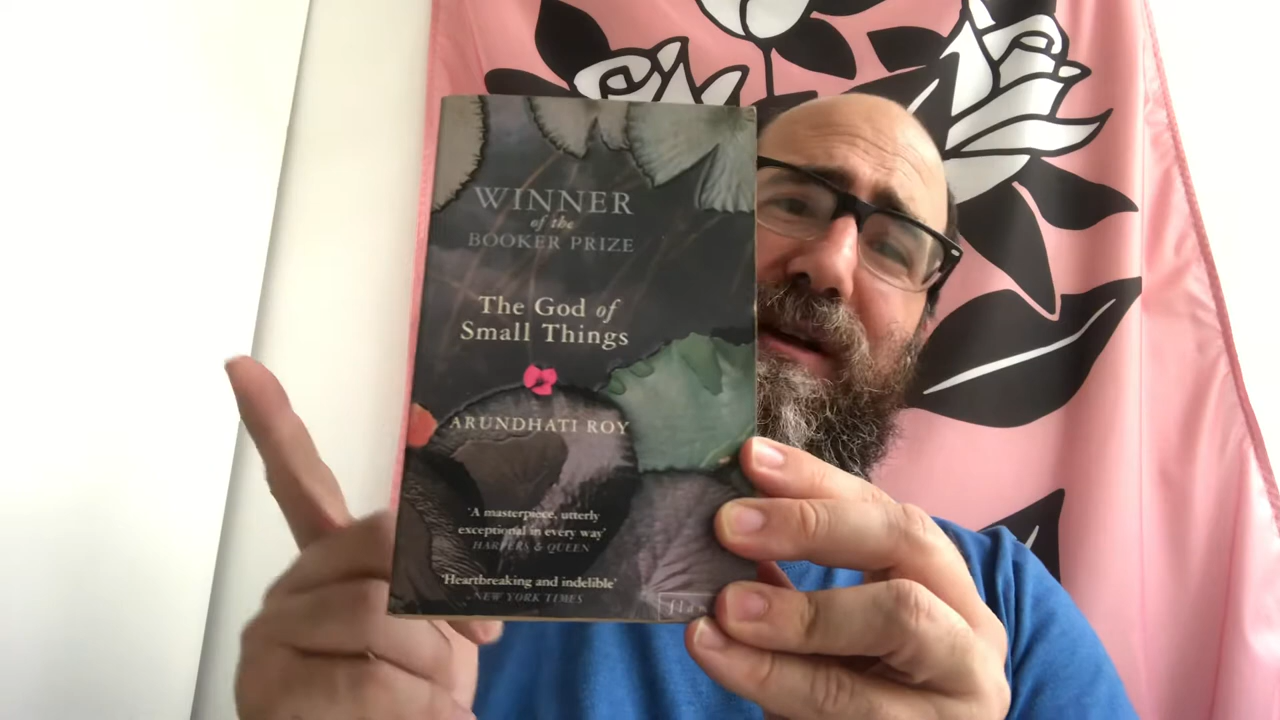 WINNER
of the
BOOKER PRIZE
The God of
Small Things
ARUNDHATI ROY
'A masterpiece, utterly
exceptional in every way'
HARPERS & QUEEN
'Heartbreaking and indelible'
NEW YORK TIMES